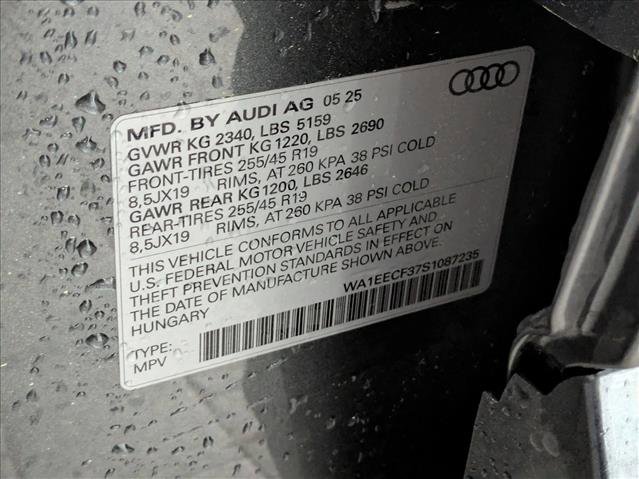 MFD. BY AUDI AG 05 25
GVWR KG 2340, LBS 5159
GAWR FRONT KG 1220, LBS 2690
FRONT-TIRES 255/45 R19
8,5JX19 RIMS, AT 260 KPA 38 PSI COLD
GAWR REAR KG 1200, LBS 2646
REAR-TIRES 255/45 R19
8,5JX19 RIMS, AT 260 KPA 38 PSI COLD
THIS VEHICLE CONFORMS TO ALL APPLICABLE
U.S. FEDERAL MOTOR VEHICLE SAFETY AND
THEFT PREVENTION STANDARDS IN EFFECT ON
THE DATE OF MANUFACTURE SHOWN ABOVE.
HUNGARY
WA1EECF37S1087235
TYPE:
MPV